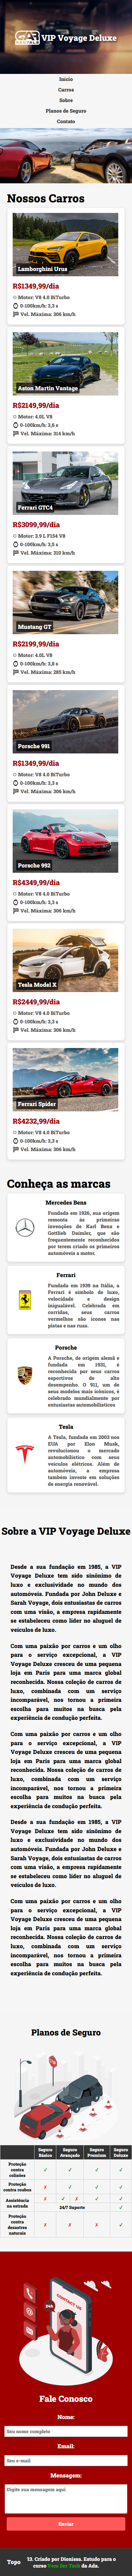 CAR
VIP Voyage Deluxe
Início
Carros
Sobre
Planos de Seguro
Contato
Nossos Carros
Lamborghini Urus
R$1349,99/dia
Motor: V8 4.0 BiTurbo
0-100km/h: 3,3 s
Vel. Máxima: 306 km/h
Aston Martin Vantage
R$2149,99/dia
Motor: 4.0L V8
0-100km/h: 3,6 s
Vel. Máxima: 314 km/h
Ferrari GTC4
R$3099,99/dia
Motor: 3.9 L F154 V8
0-100km/h: 3,5 s
Vel. Máxima: 310 km/h
Mustang GT
R$2199,99/dia
Motor: 4.0L V8
0-100km/h: 3,8 s
Vel. Máxima: 285 km/h
Porsche 991
R$1349,99/dia
Motor: V8 4.0 BiTurbo
0-100km/h: 3,3 s
Vel. Máxima: 306 km/h
Porsche 992
R$4349,99/dia
Motor: V8 4.0 BiTurbo
0-100km/h: 3,3 s
Vel. Máxima: 306 km/h
Tesla Model X
R$2449,99/dia
Motor: V8 4.0 BiTurbo
0-100km/h: 3,3 s
Vel. Máxima: 306 km/h
Ferrari Spider
R$4232,99/dia
Motor: V8 4.0 BiTurbo
0-100km/h: 3,3 s
Vel. Máxima: 306 km/h
Conheça as marcas
Mercedes Benz
Fundada em 1926, sua origem
remonta às primeiras
invenções de Karl Benz e
Gottlieb Daimler, que são
frequentemente reconhecidos
por terem criado os primeiros
automóveis a motor.
Ferrari
Fundada em 1939 na Itália, a
Ferrari é símbolo de luxo,
velocidade e design
inigualável. Celebrada em
corridas, seus carros
vermelhos são ícones nas
pistas e nas ruas.
Porsche
A Porsche, de origem alemã e
fundada em 1931, é
reconhecida por seus carros
esportivos de alto
desempenho. O 911, um de
seus modelos mais icônicos, é
celebrado mundialmente por
entusiastas automobilísticos
Tesla
A Tesla, fundada em 2003 nos
EUA por Elon Musk,
revolucionou o mercado
automobilístico com seus
veículos elétricos. Além de
automóveis, a empresa
também investe em soluções
de energia renovável.
Sobre a VIP Voyage Deluxe
Desde a sua fundação em 1985, a VIP
Voyage Deluxe tem sido sinônimo de
luxo e exclusividade no mundo dos
automóveis. Fundada por John Deluxe e
Sarah Voyage, dois entusiastas de carros
com uma visão, a empresa rapidamente
se estabeleceu como líder no aluguel de
veículos de luxo.
Com uma paixão por carros e um olho
para o serviço excepcional, a VIP
Voyage Deluxe cresceu de uma pequena
loja em Paris para uma marca global
reconhecida. Nossa coleção de carros de
luxo, combinada com um serviço
incomparável, nos tornou a primeira
escolha para muitos na busca pela
experiência de condução perfeita.
Com uma paixão por carros e um olho
para o serviço excepcional, a VIP
Voyage Deluxe cresceu de uma pequena
loja em Paris para uma marca global
reconhecida. Nossa coleção de carros de
luxo, combinada com um serviço
incomparável, nos tornou a primeira
escolha para muitos na busca pela
experiência de condução perfeita.
Desde a sua fundação em 1985, a VIP
Voyage Deluxe tem sido sinônimo de
luxo e exclusividade no mundo dos
automóveis. Fundada por John Deluxe e
Sarah Voyage, dois entusiastas de carros
com uma visão, a empresa rapidamente
se estabeleceu como líder no aluguel de
veículos de luxo.
Com uma paixão por carros e um olho
para o serviço excepcional, a VIP
Voyage Deluxe cresceu de uma pequena
loja em Paris para uma marca global
reconhecida. Nossa coleção de carros de
luxo, combinada com um serviço
incomparável, nos tornou a primeira
escolha para muitos na busca pela
experiência de condução perfeita.
Planos de Seguro
Seguro Básico Seguro Avançado Seguro Premium Seguro Deluxe
Proteção contra colisões ✓ ✓ ✓ ✓
Proteção contra roubos ✗ ✓ ✓ ✓
Assistência na estrada ✗ ✓ ✗ ✓ ✓
24/7 Suporte ✓
Proteção contra desastres naturais ✗ ✗ ✗ ✓
CONTACT US
Fale Conosco
Nome:
Seu nome completo
Email:
Seu e-mail
Mensagem:
Digite sua mensagem aqui
Enviar
Topo
13. Criado por Dionísss. Estudo para o
curso Vem Ser Tech da Ada.